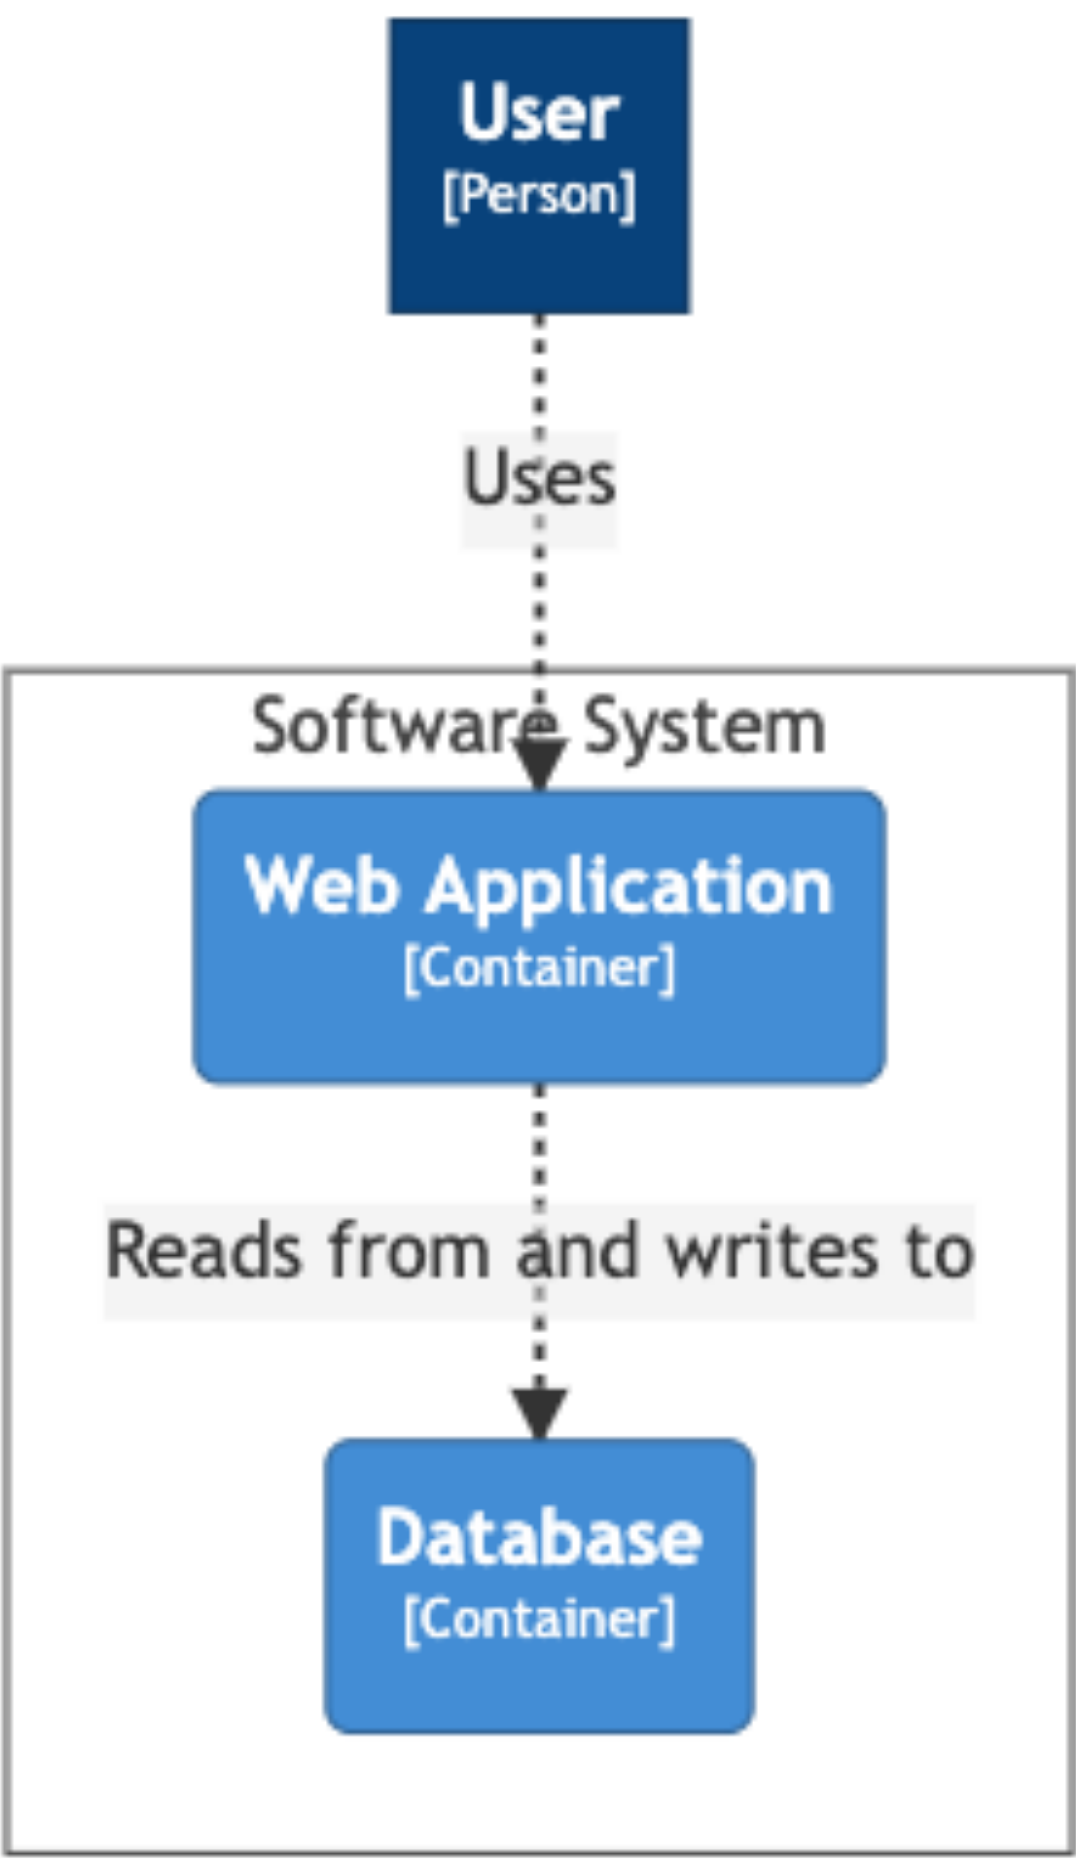 User
[Person]
Uses
Software System
Web Application
[Container]
Reads from and writes to
Database
[Container]